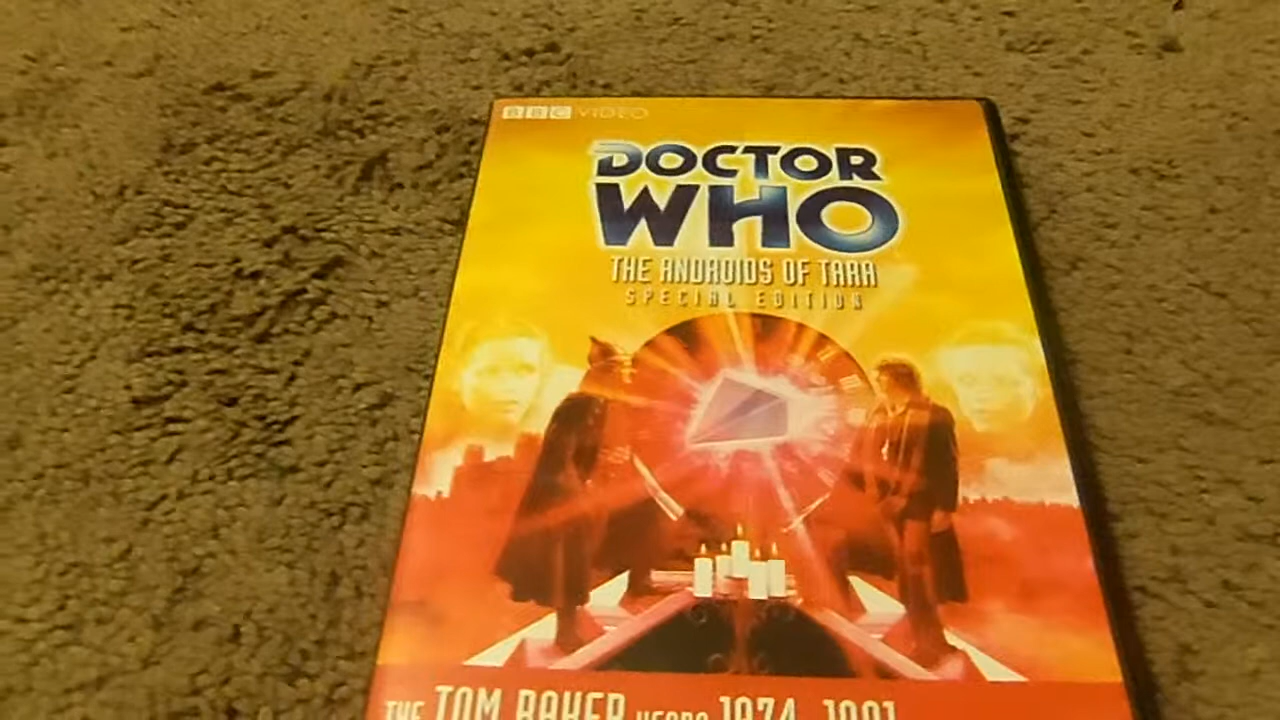 BBC VIDEO
DOCTOR
WHO
THE ANDROIDS OF TARA
SPECIAL EDITION
THE TOM BAKER YEARS 1974-1981